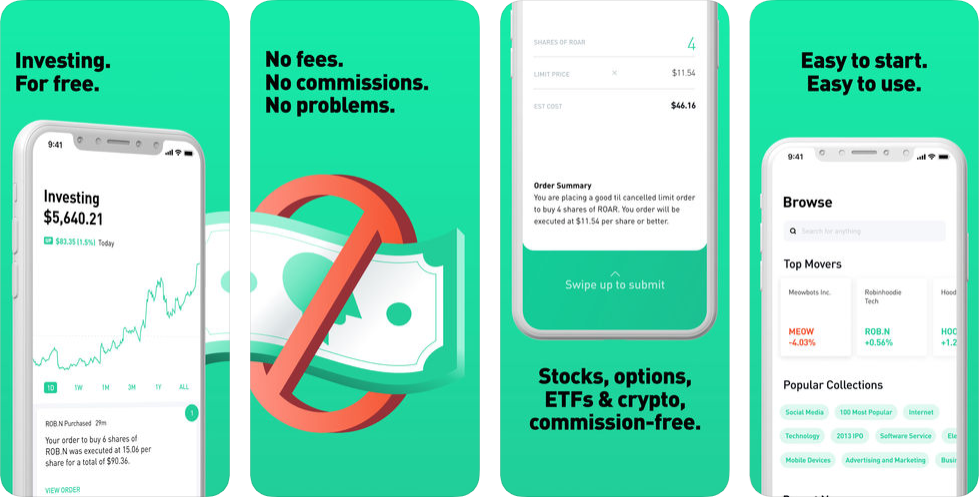 Investing.
For free.
9:41
Investing
$5,640.21
UP $83.35 (1.5%) Today
1D 1W 1M 3M 1Y ALL
ROB.N Purchased 29m
1
Your order to buy 6 shares of
ROB.N was executed at 15.06 per
share for a total of $90.36.
VIEW ORDER
No fees.
No commissions.
No problems.
SHARES OF ROAR 4
LIMIT PRICE × $11.54
EST COST $46.16
Order Summary
You are placing a good til cancelled limit order
to buy 4 shares of ROAR. You order will be
executed at $11.54 per share or better.
Swipe up to submit
Stocks, options,
ETFs & crypto,
commission-free.
Easy to start.
Easy to use.
9:41
Browse
Search for anything
Top Movers
Meowbots Inc.
MEOW
-4.03%
Robinhoodie
Tech
ROB.N
+0.56%
Hood
HOO
+1.2
Popular Collections
Social Media 100 Most Popular Internet
Technology 2013 IPO Software Service Ele
Mobile Devices Advertising and Marketing Busi